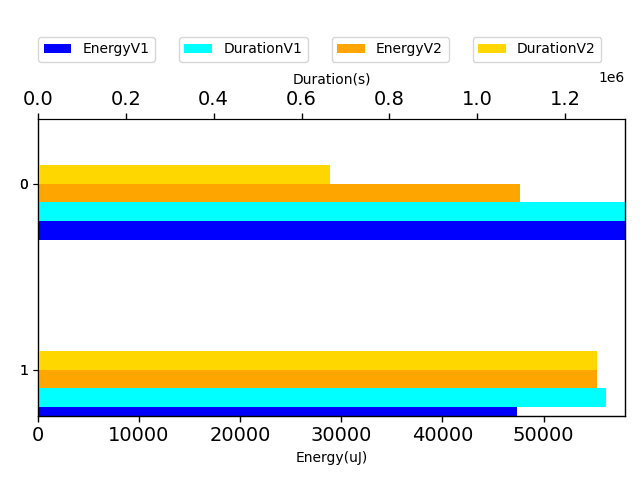 EnergyV1 DurationV1 EnergyV2 DurationV2
Duration(s)
1e6
0.0 0.2 0.4 0.6 0.8 1.0 1.2
0
1
0 10000 20000 30000 40000 50000
Energy(uJ)